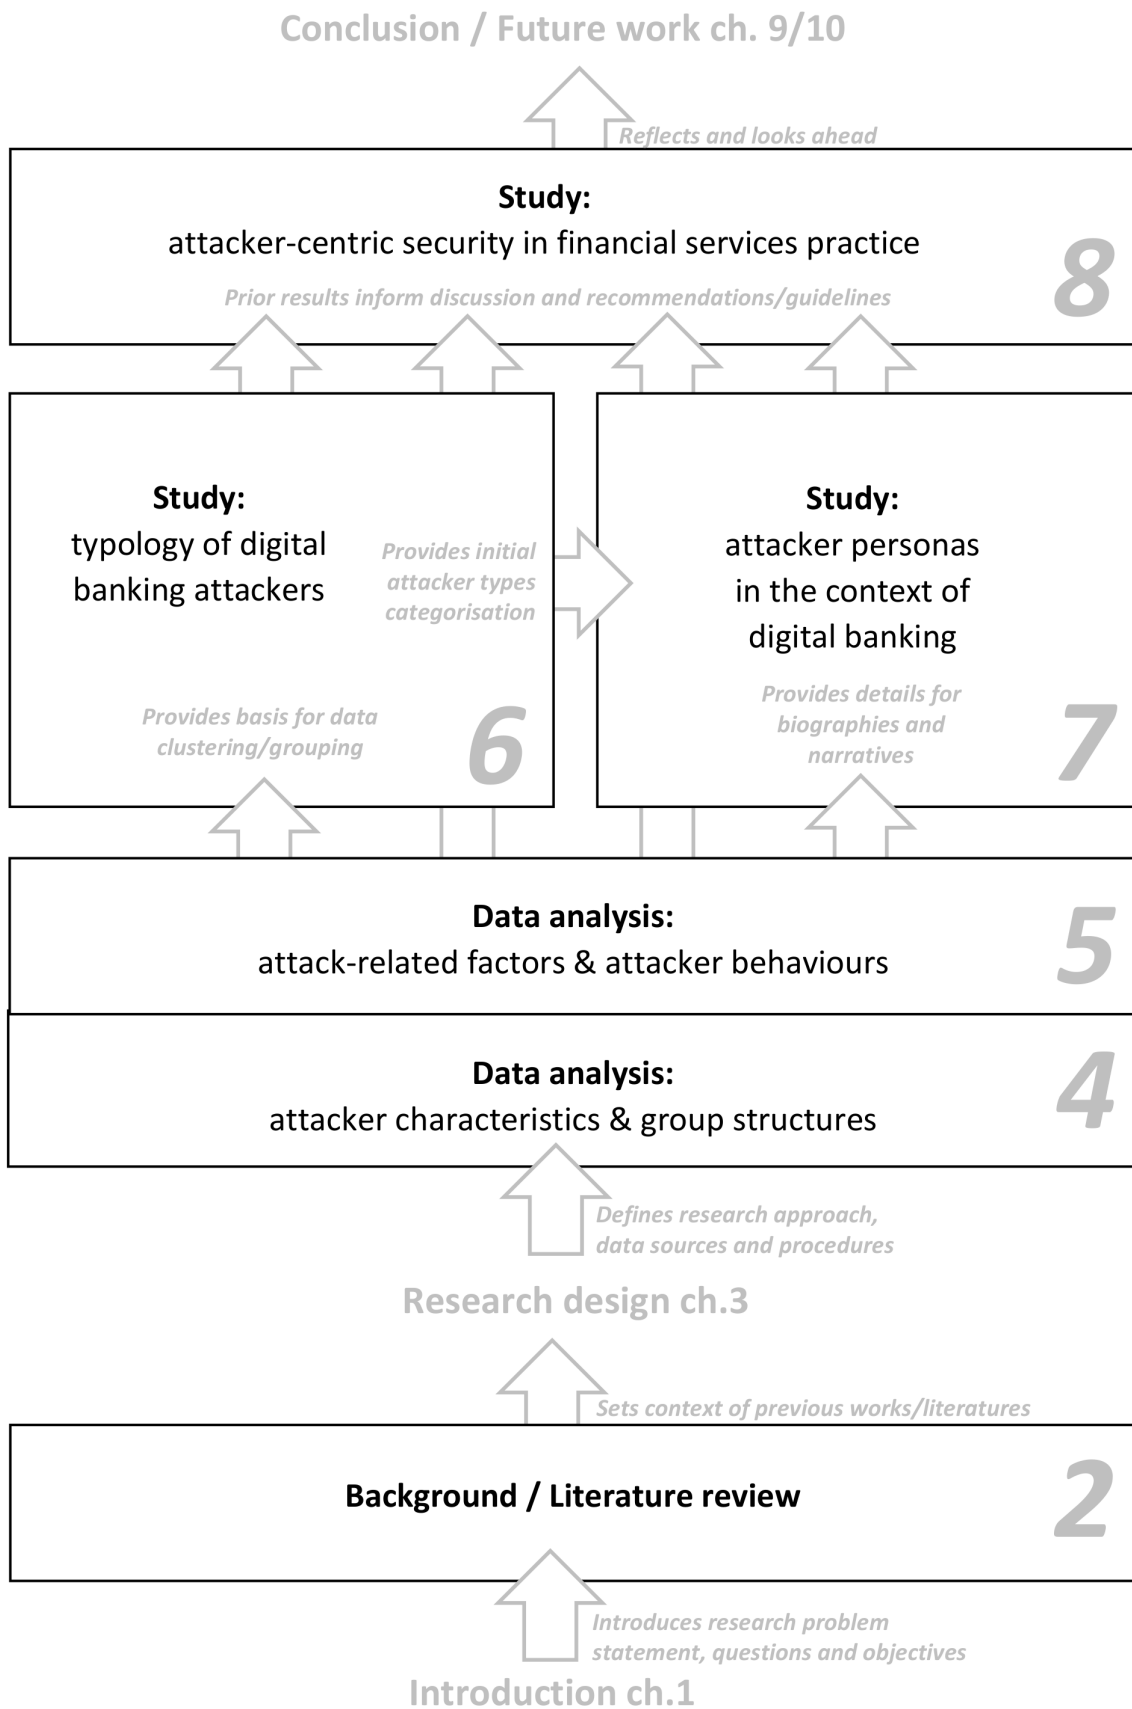 Conclusion / Future work ch. 9/10
Reflects and looks ahead
Study:
attacker-centric security in financial services practice
Prior results inform discussion and recommendations/guidelines
8
Study:
typology of digital
banking attackers
Provides initial
attacker types
categorisation
Provides basis for data
clustering/grouping
6
Study:
attacker personas
in the context of
digital banking
Provides details for
biographies and
narratives
7
Data analysis:
attack-related factors & attacker behaviours
5
Data analysis:
attacker characteristics & group structures
4
Defines research approach,
data sources and procedures
Research design ch.3
Sets context of previous works/literatures
Background / Literature review
2
Introduces research problem
statement, questions and objectives
Introduction ch.1